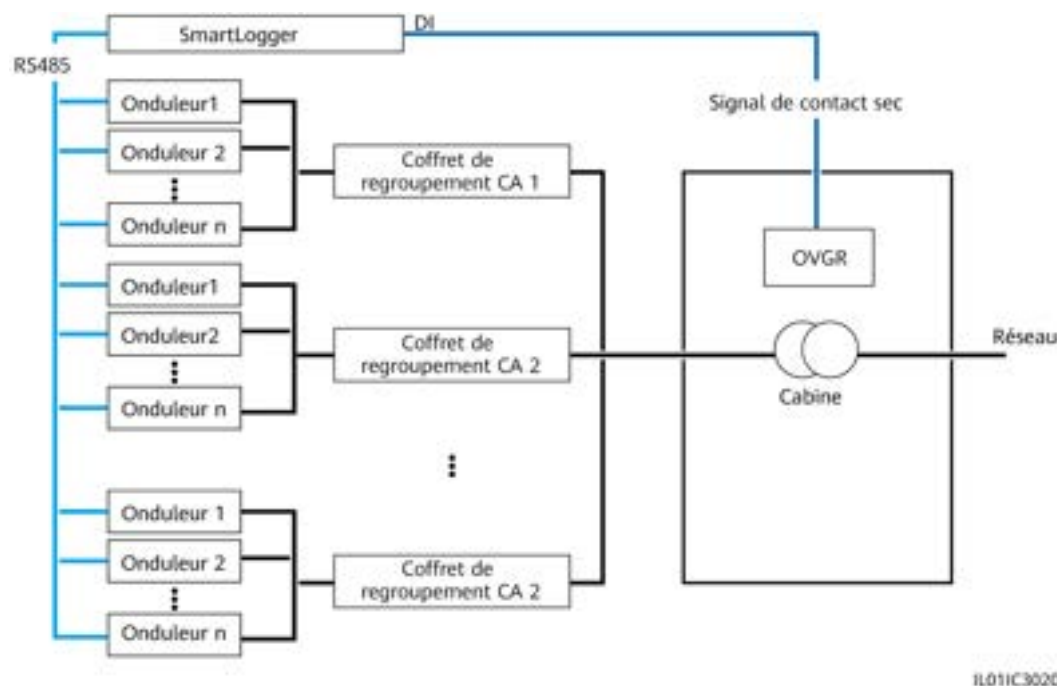 SmartLogger
DI
RS485
Onduleur1
Signal de contact sec
Onduleur 2
Coffret de
regroupement CA 1
Onduleur n
OVGR
Onduleur1
Onduleur2
Coffret de
regroupement CA 2
Réseau
Cabine
Onduleur n
Onduleur 1
Onduleur 2
Coffret de
regroupement CA 2
Onduleur n
IL01IC3020